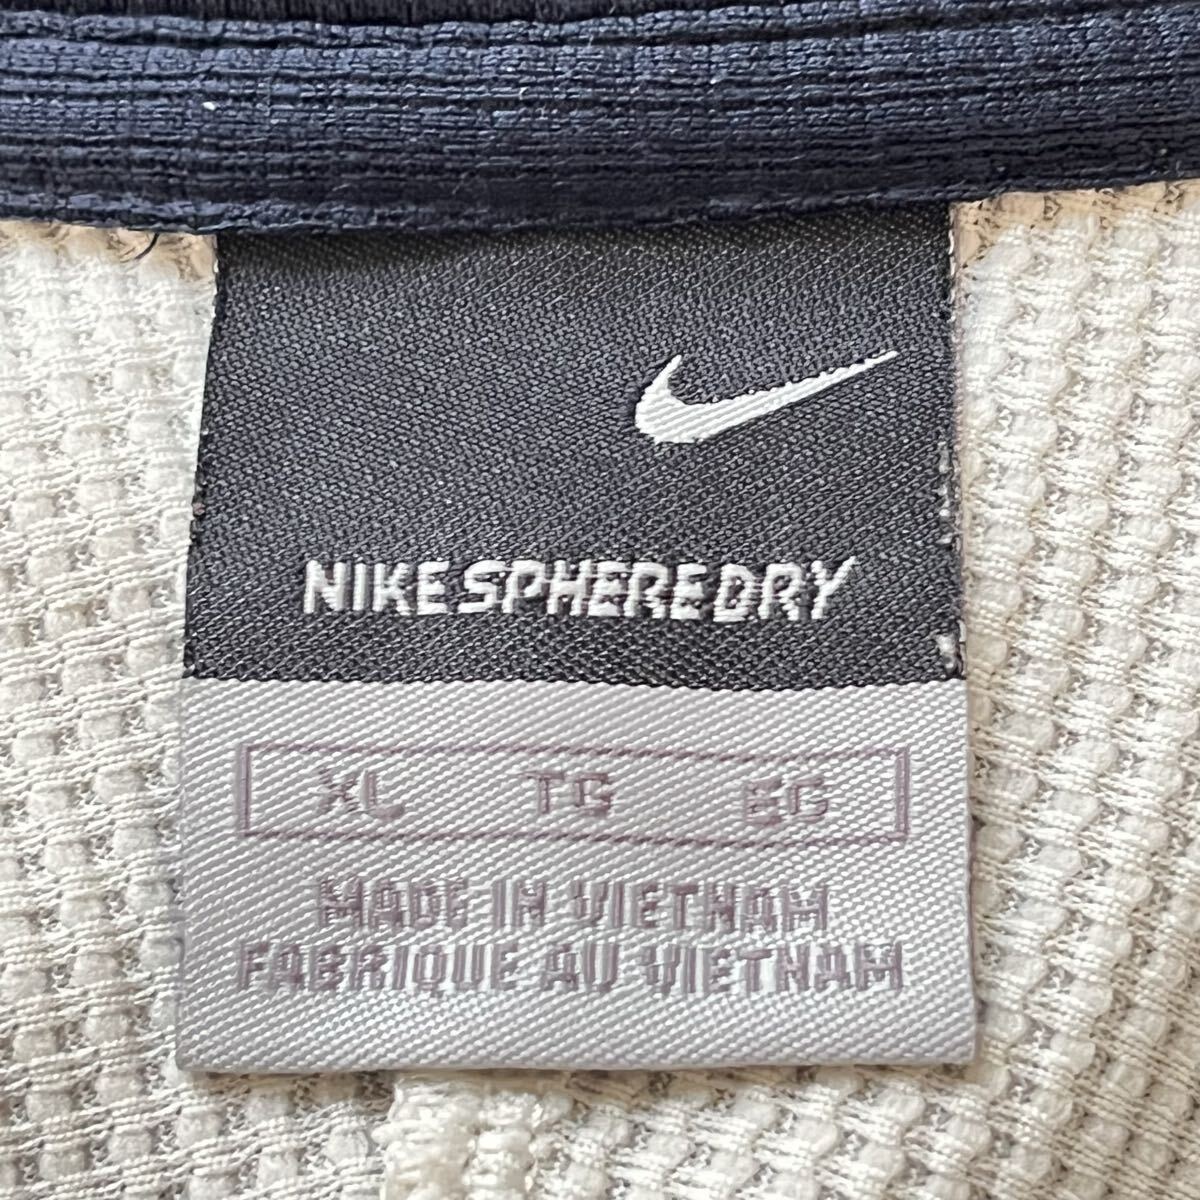 NIKE SPHERE DRY
XL TG EG
MADE IN VIETNAM
FABRIQUE AU VIETNAM